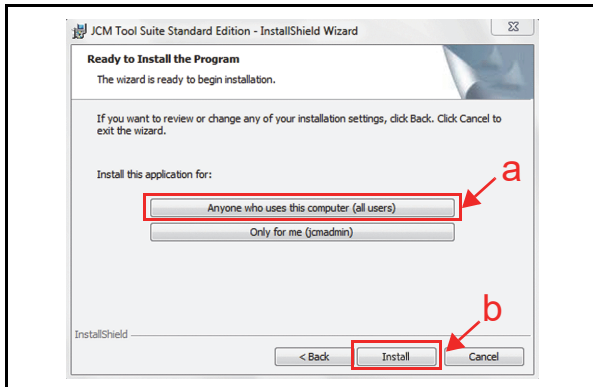 JCM Tool Suite Standard Edition - InstallShield Wizard
Ready to Install the Program
The wizard is ready to begin installation.
If you want to review or change any of your installation settings, click Back. Click Cancel to
exit the wizard.
Install this application for:
a
Anyone who uses this computer (all users)
Only for me (jcmadmin)
b
InstallShield
< Back Install Cancel